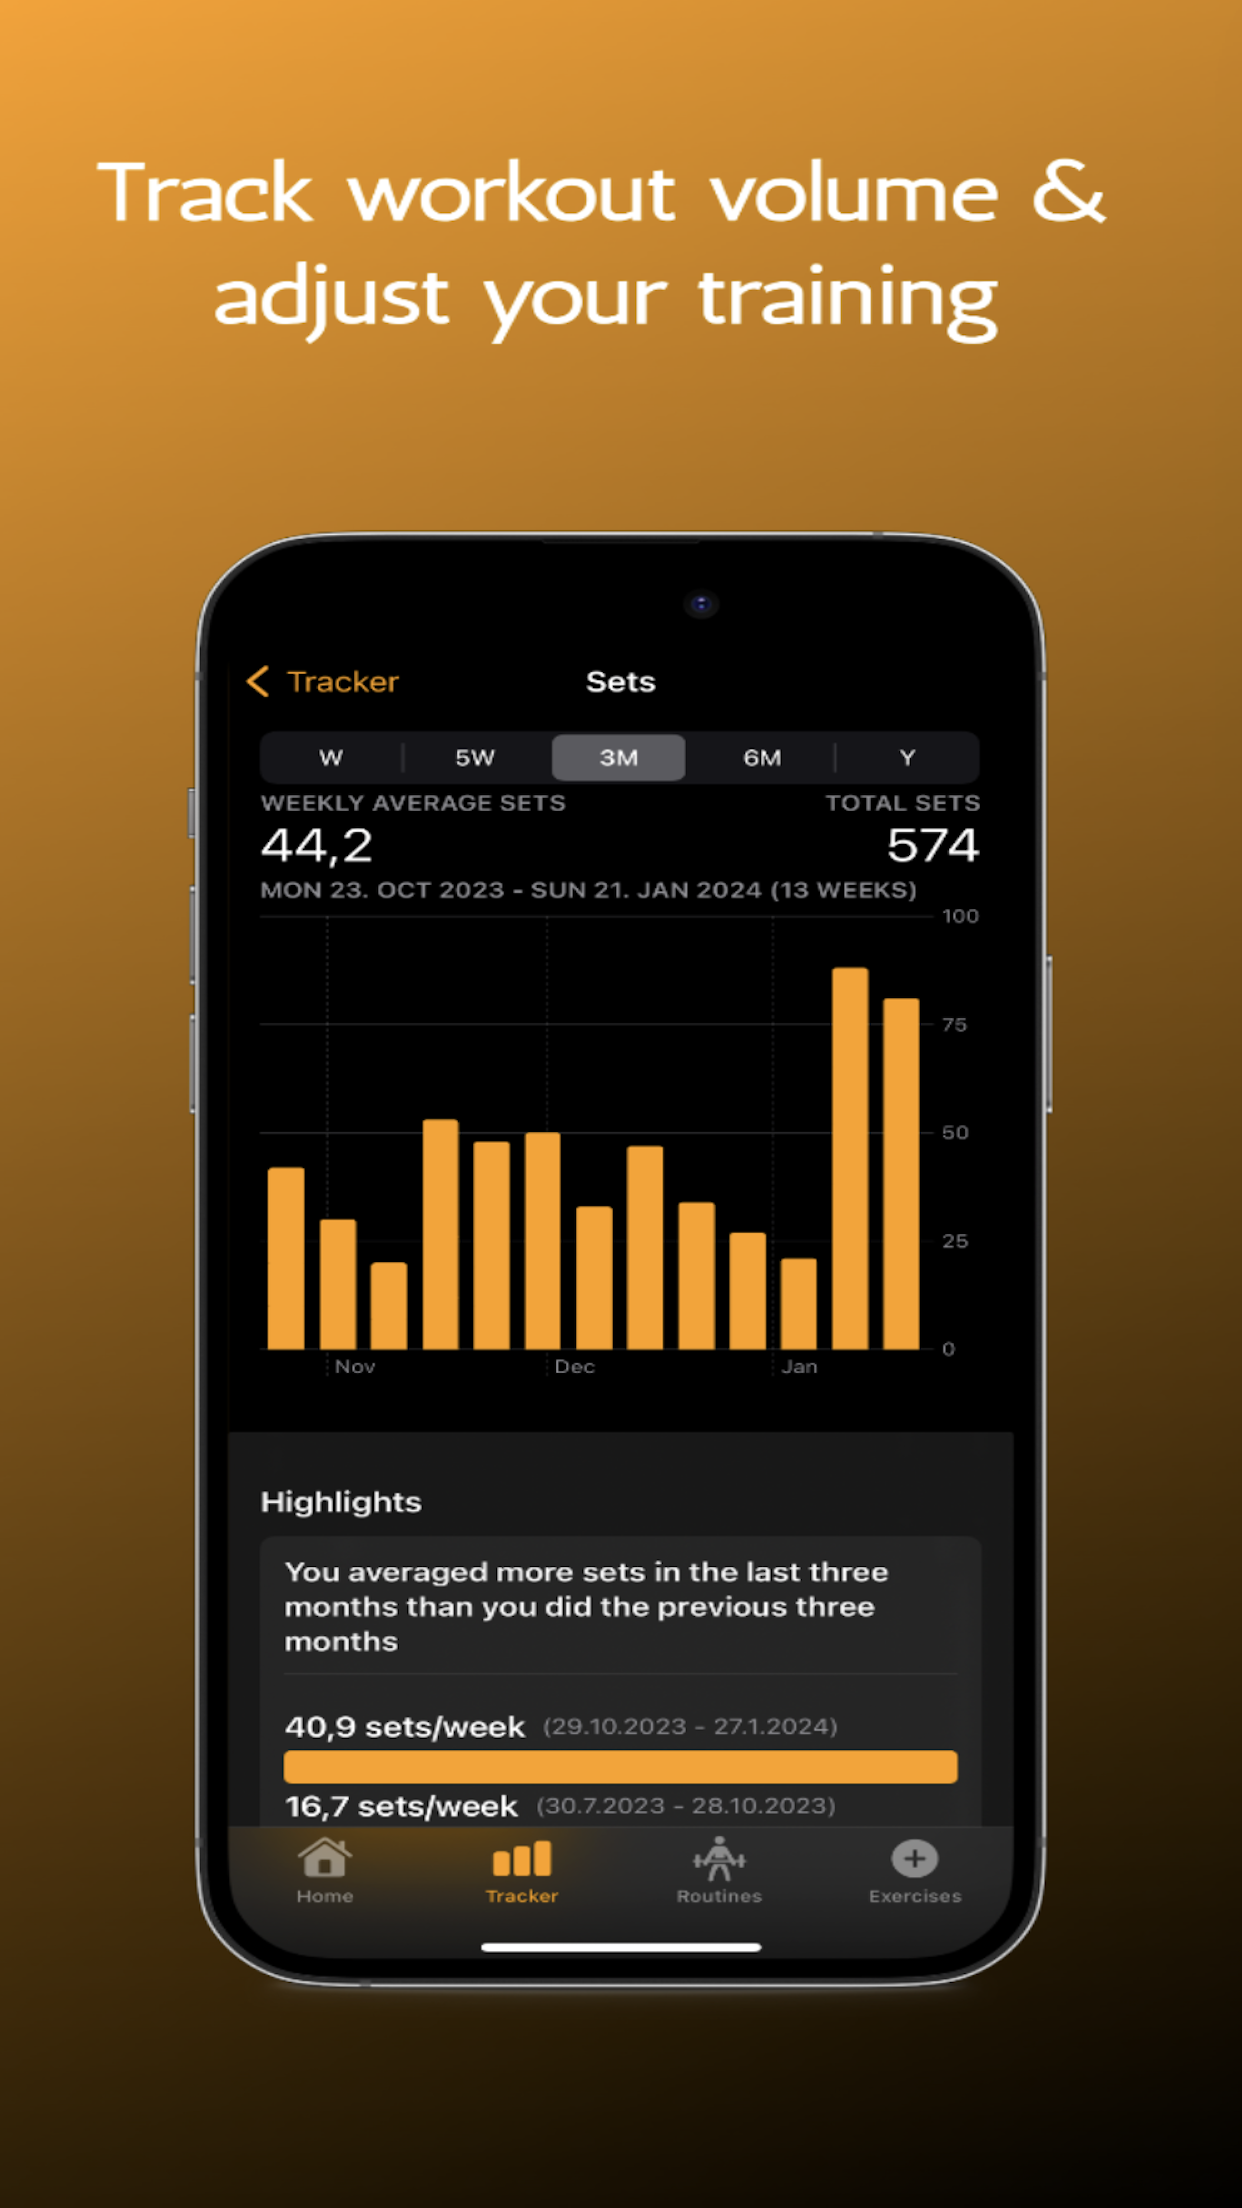 Track workout volume &
adjust your training
Tracker
Sets
W 5W 3M 6M Y
WEEKLY AVERAGE SETS TOTAL SETS
44,2 574
MON 23. OCT 2023 - SUN 21. JAN 2024 (13 WEEKS)
100
75
50
25
0
Nov Dec Jan
Highlights
You averaged more sets in the last three
months than you did the previous three
months
40,9 sets/week (29.10.2023 - 27.1.2024)
16,7 sets/week (30.7.2023 - 28.10.2023)
Home Tracker Routines Exercises